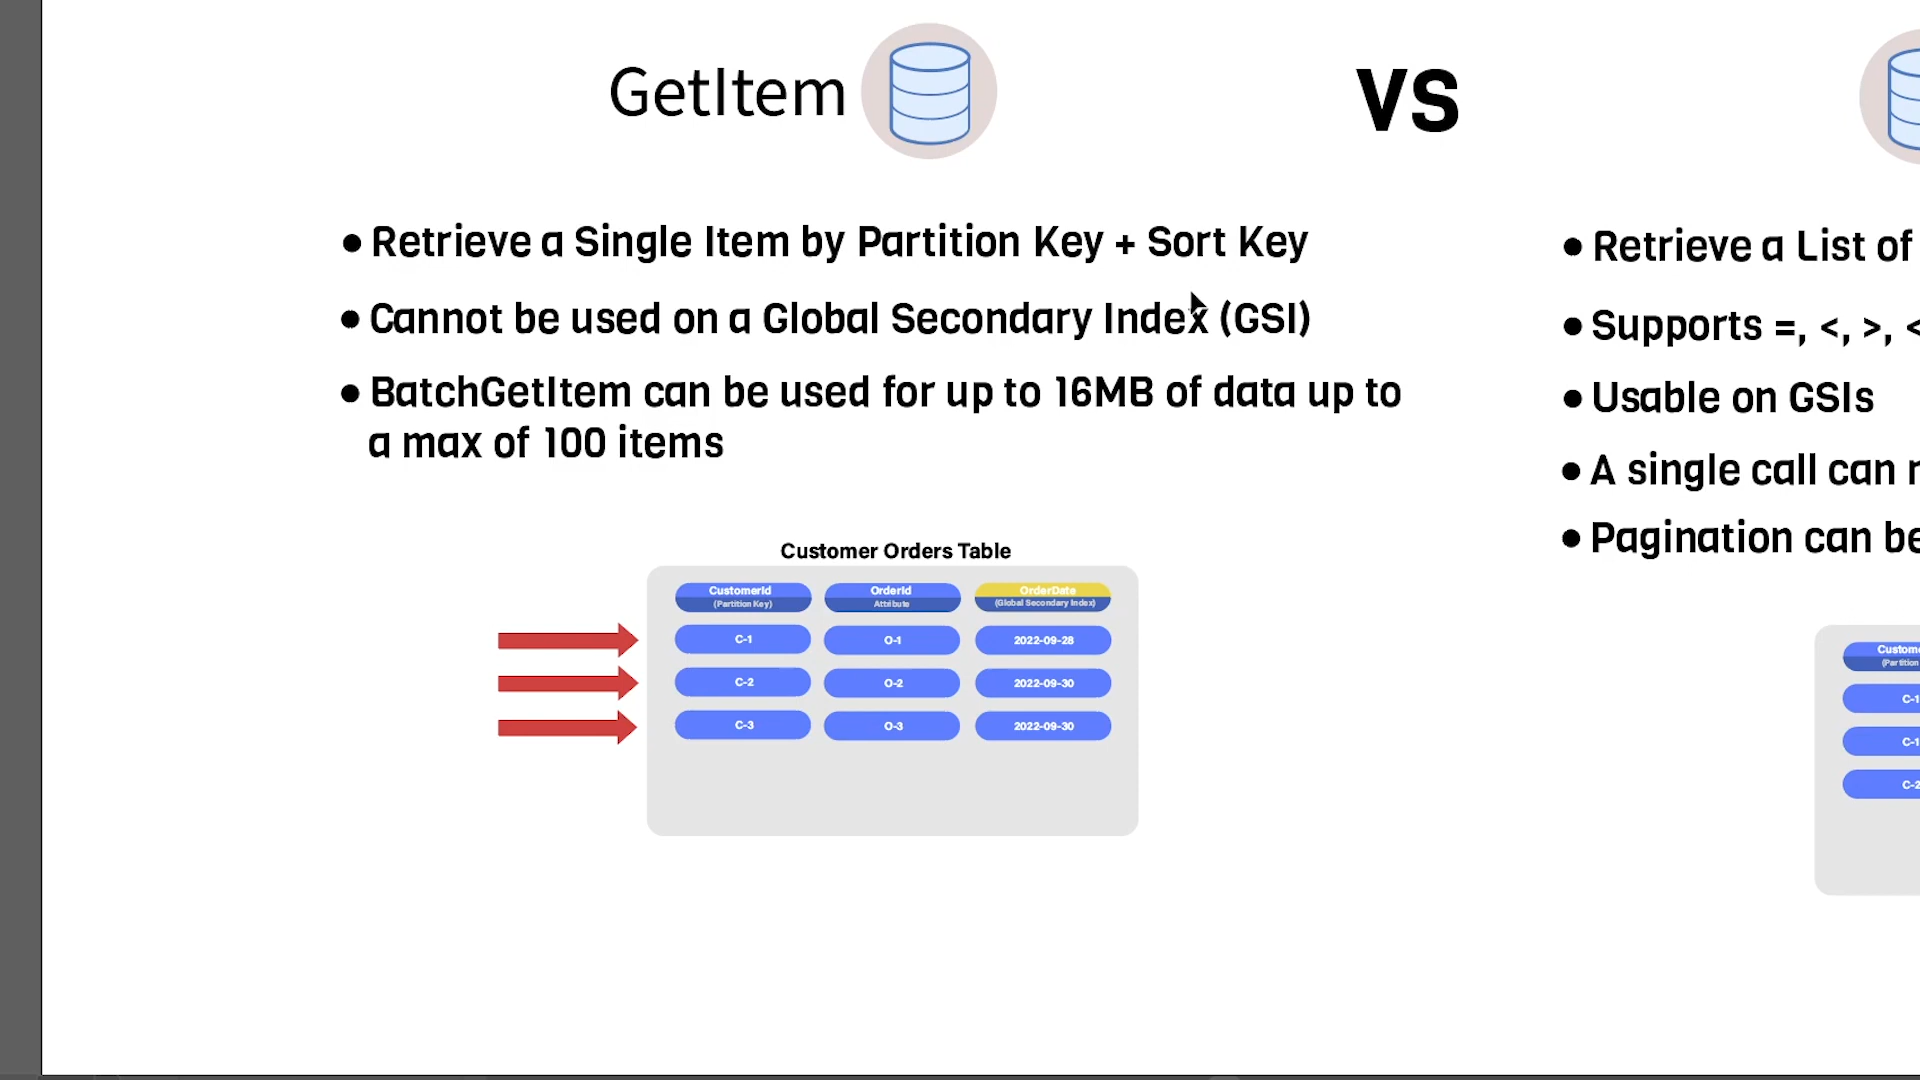 GetItem
VS
• Retrieve a Single Item by Partition Key + Sort Key
• Cannot be used on a Global Secondary Index (GSI)
• BatchGetItem can be used for up to 16MB of data up to
a max of 100 items
Customer Orders Table
CustomerId
(Partition Key)
OrderId
Attribute
OrderDate
(Global Secondary Index)
C-1
O-1
2022-09-28
C-2
O-2
2022-09-30
C-3
O-3
2022-09-30
• Retrieve a List of
• Supports =, <, >, <
• Usable on GSIs
• A single call can
• Pagination can be
(Partition
C-1
C-1
C-2